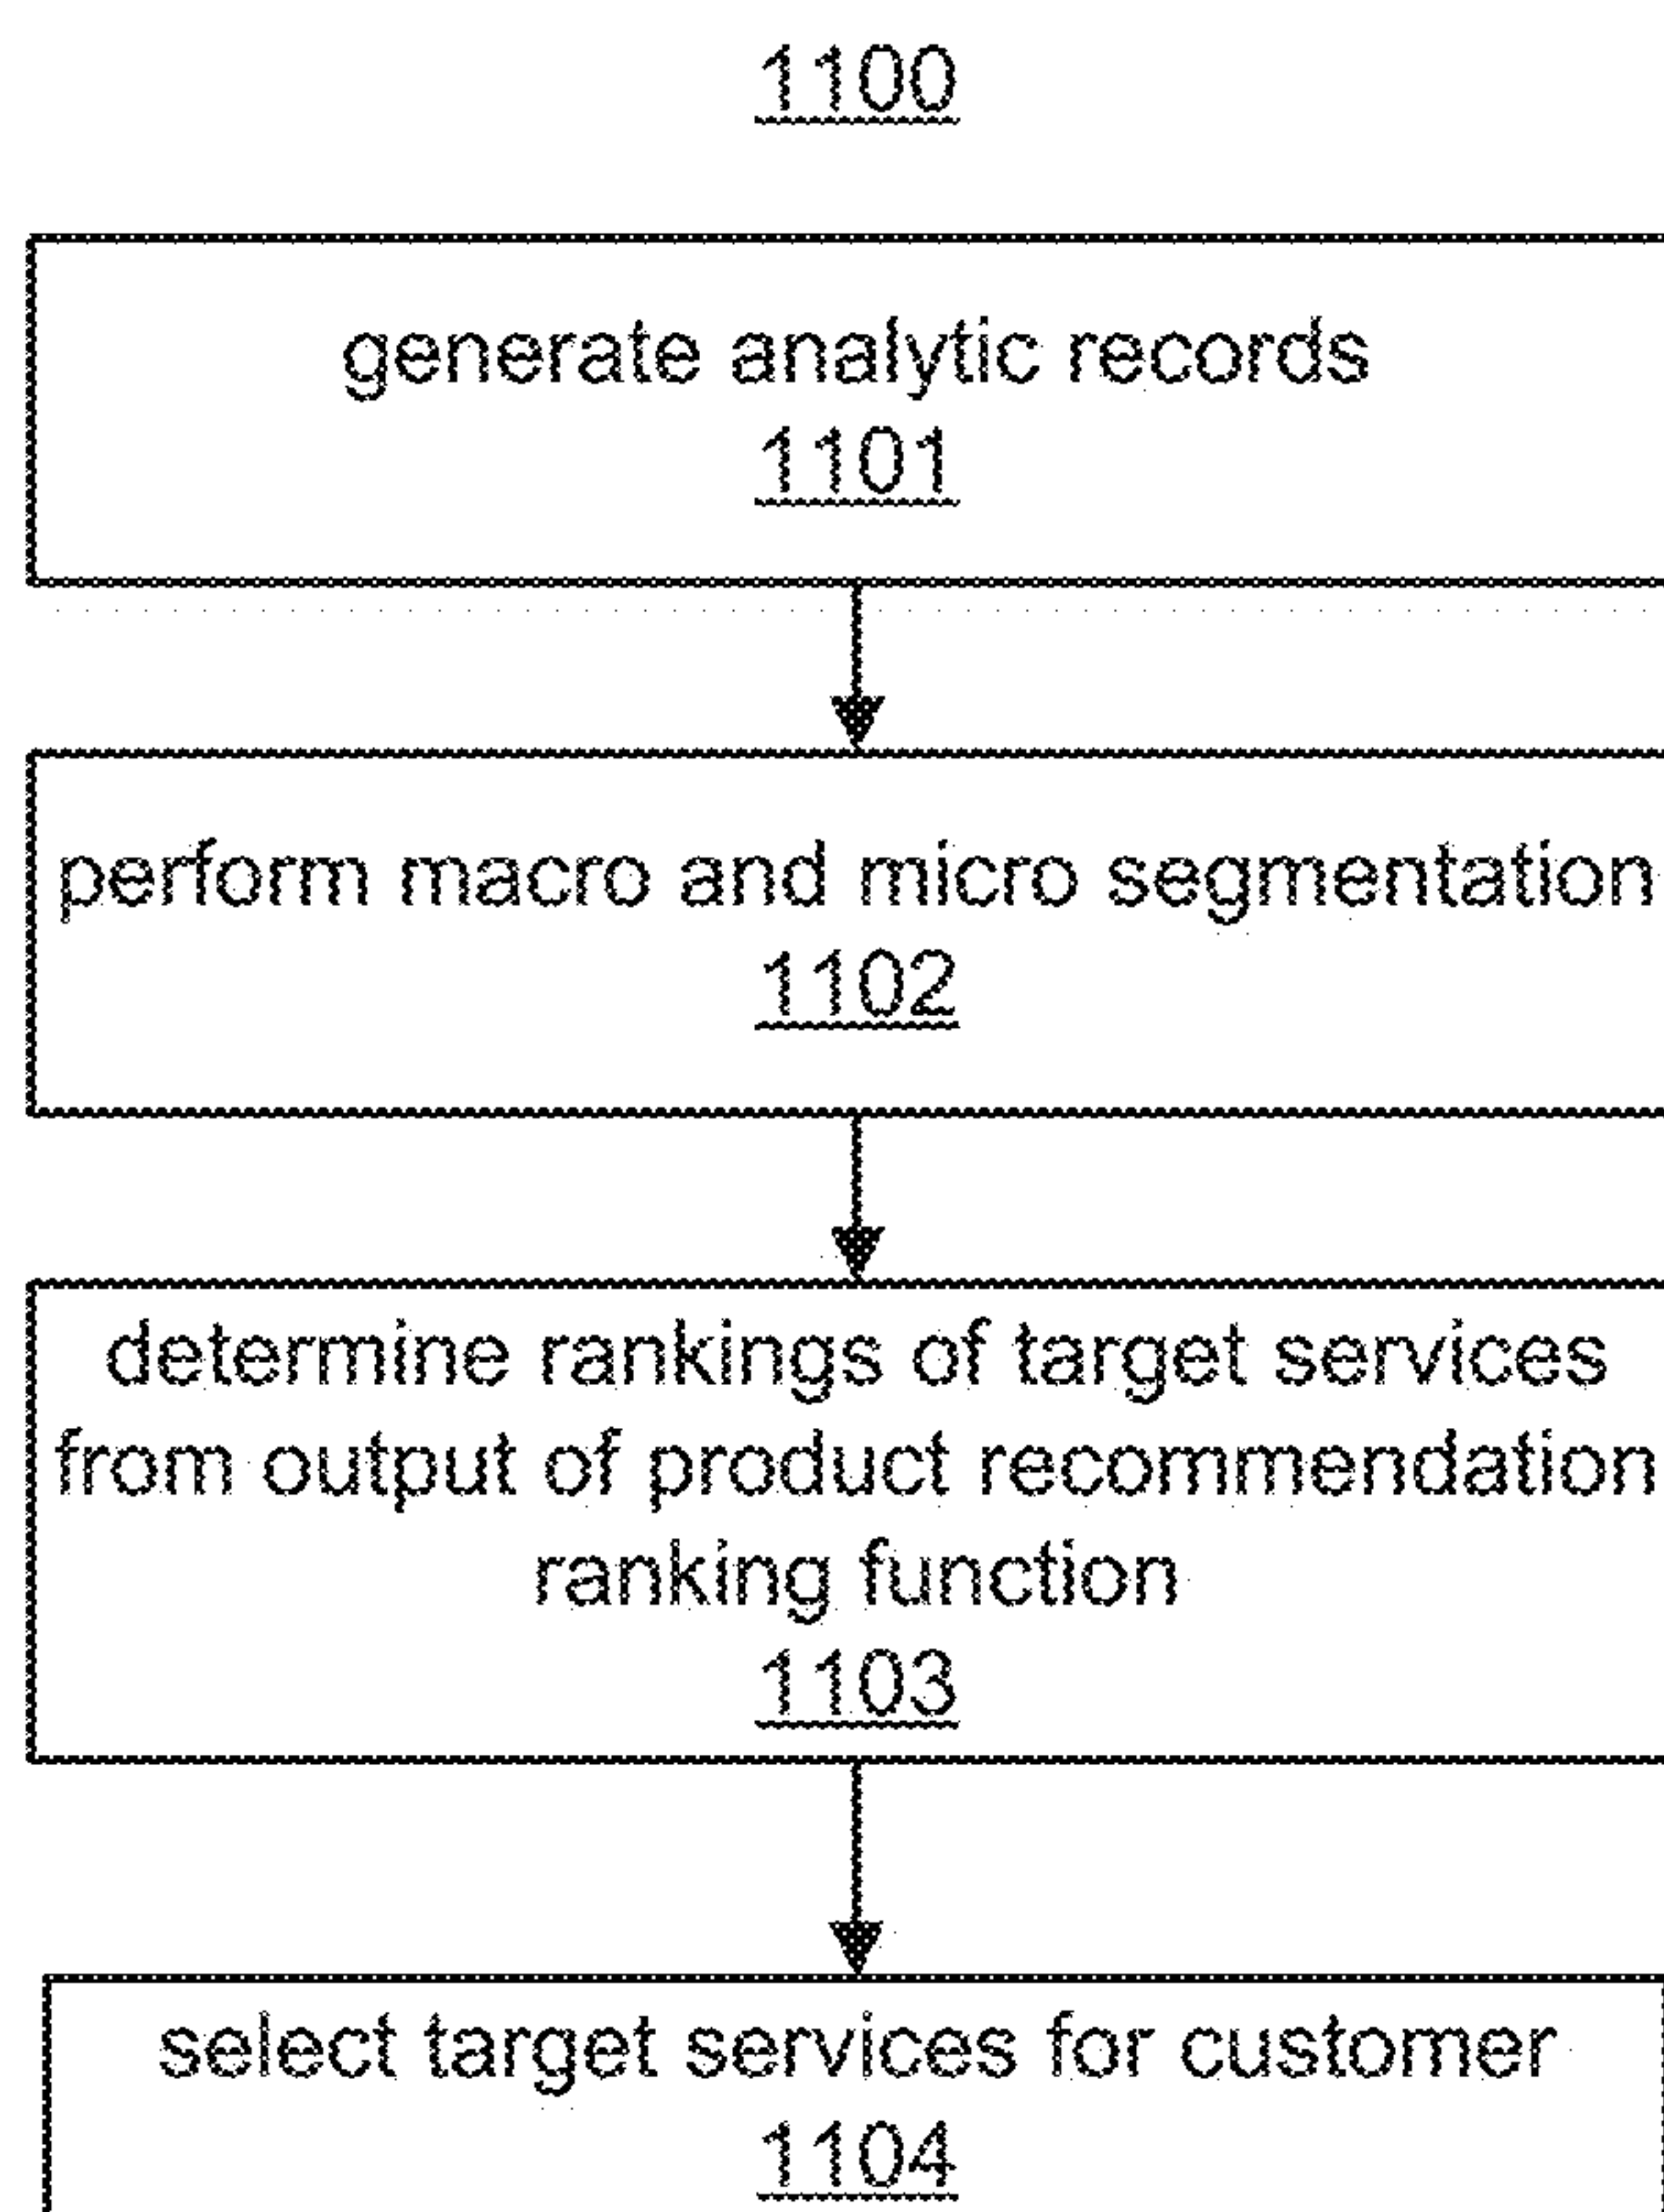 1100
generate analytic records
1101
perform macro and micro segmentation
1102
determine rankings of target services
from output of product recommendation
ranking function
1103
select target services for customer
1104